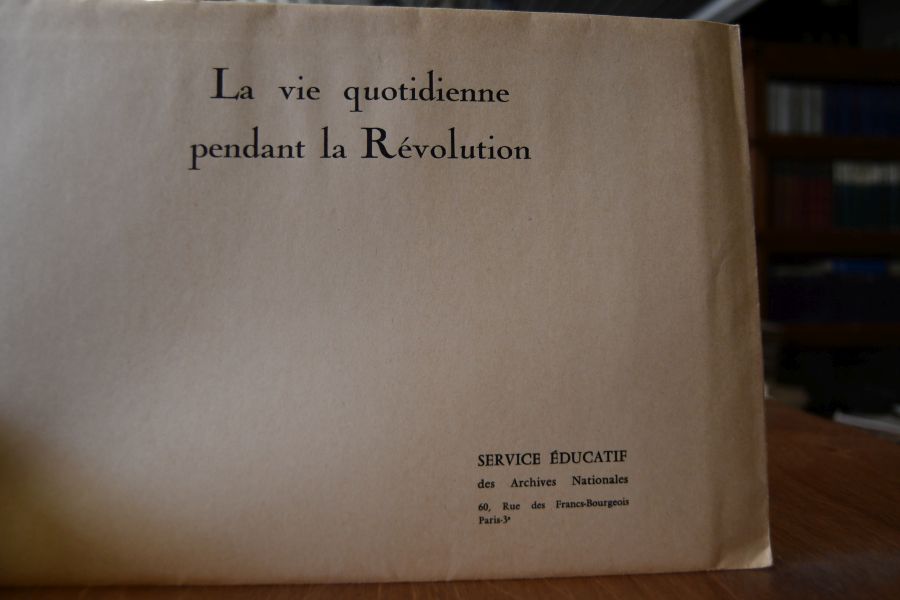 La vie quotidienne
pendant la Révolution
SERVICE ÉDUCATIF
des Archives Nationales
60, Rue des Francs-Bourgeois
Paris-3ᵉ